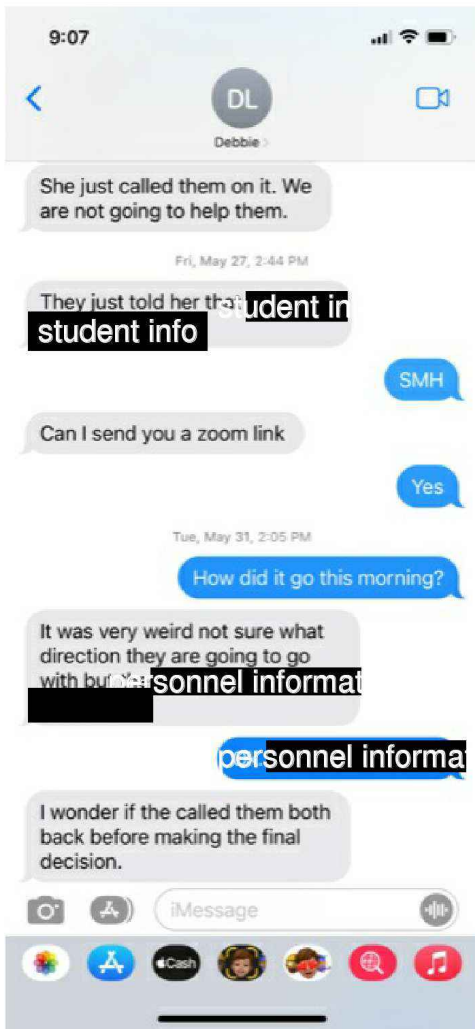 9:07
DL
Debbie
She just called them on it. We
are not going to help them.
Fri, May 27, 2:44 PM
They just told her that student in
student info
SMH
Can I send you a zoom link
Yes
Tue, May 31, 2:05 PM
How did it go this morning?
It was very weird not sure what
direction they are going to go
with but personnel informat
personnel informa
I wonder if the called them both
back before making the final
decision.
iMessage
Cash